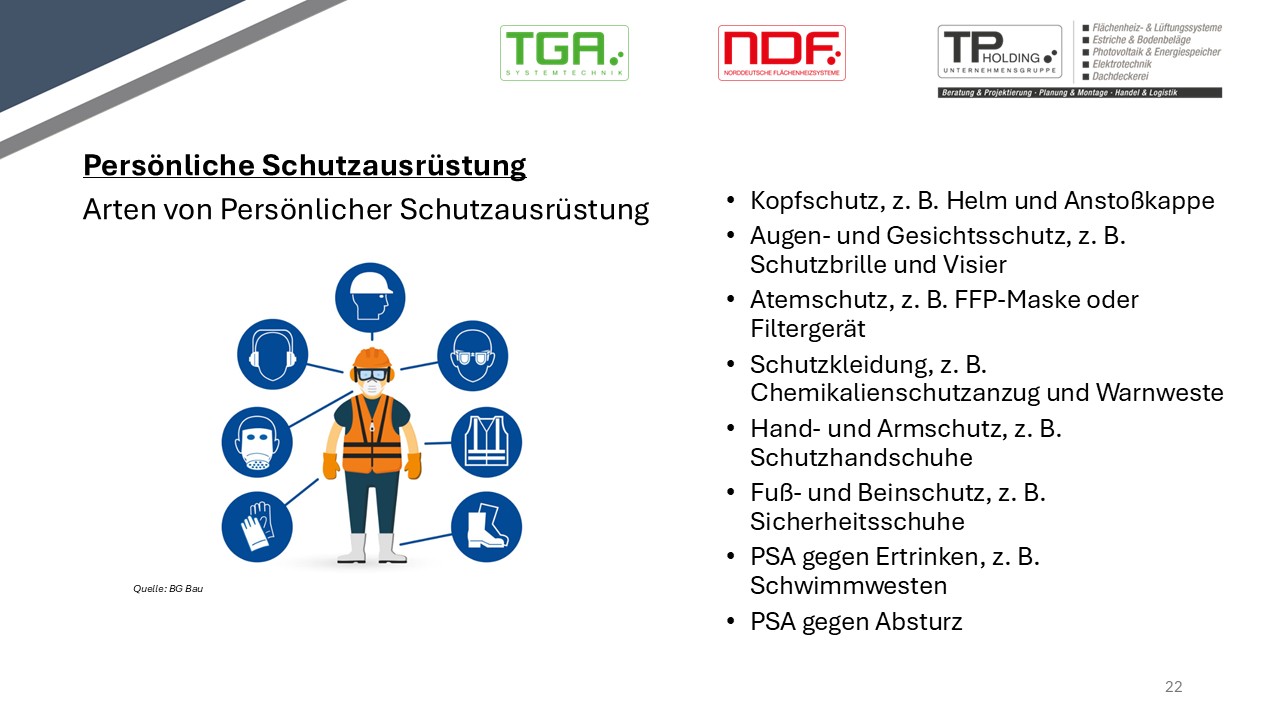 TGA
SYSTEMTECHNIK
NDF
NORDDEUTSCHE FLÄCHENHEIZSYSTEME
TP HOLDING
UNTERNEHMENSGRUPPE
Flächenheiz- & Lüftungssysteme
Estriche & Bodenbeläge
Photovoltaik & Energiespeicher
Elektrotechnik
Dachdeckerei
Beratung & Projektierung · Planung & Montage · Handel & Logistik
Persönliche Schutzausrüstung
Arten von Persönlicher Schutzausrüstung
Quelle: BG Bau
• Kopfschutz, z. B. Helm und Anstoßkappe
• Augen- und Gesichtsschutz, z. B.
Schutzbrille und Visier
• Atemschutz, z. B. FFP-Maske oder
Filtergerät
• Schutzkleidung, z. B.
Chemikalienschutzanzug und Warnweste
• Hand- und Armschutz, z. B.
Schutzhandschuhe
• Fuß- und Beinschutz, z. B.
Sicherheitsschuhe
• PSA gegen Ertrinken, z. B.
Schwimmwesten
• PSA gegen Absturz
22